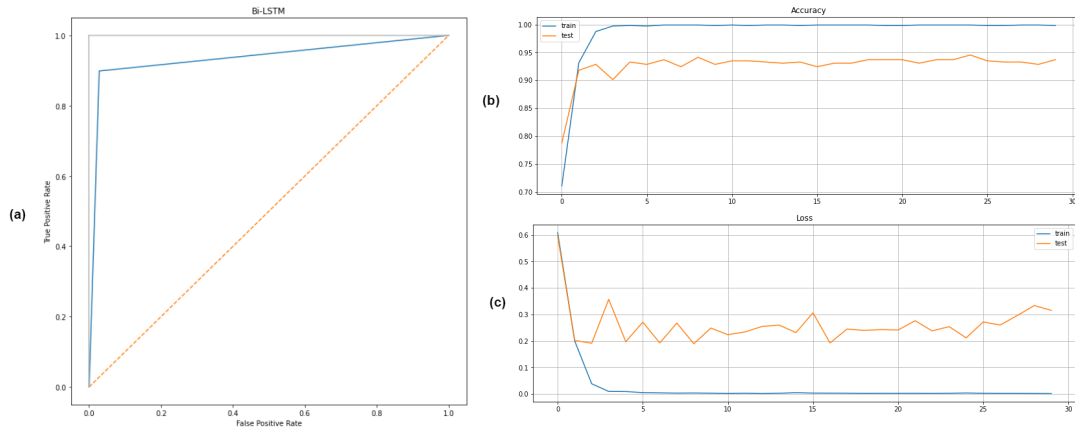 Bi-LSTM
(a)
True Positive Rate
1.0
0.8
0.6
0.4
0.2
0.0
0.0 0.2 0.4 0.6 0.8 1.0
False Positive Rate
(b)
Accuracy
train
test
1.00
0.95
0.90
0.85
0.80
0.75
0.70
0 5 10 15 20 25 30
(c)
Loss
train
test
0.6
0.5
0.4
0.3
0.2
0.1
0.0
0 5 10 15 20 25 30